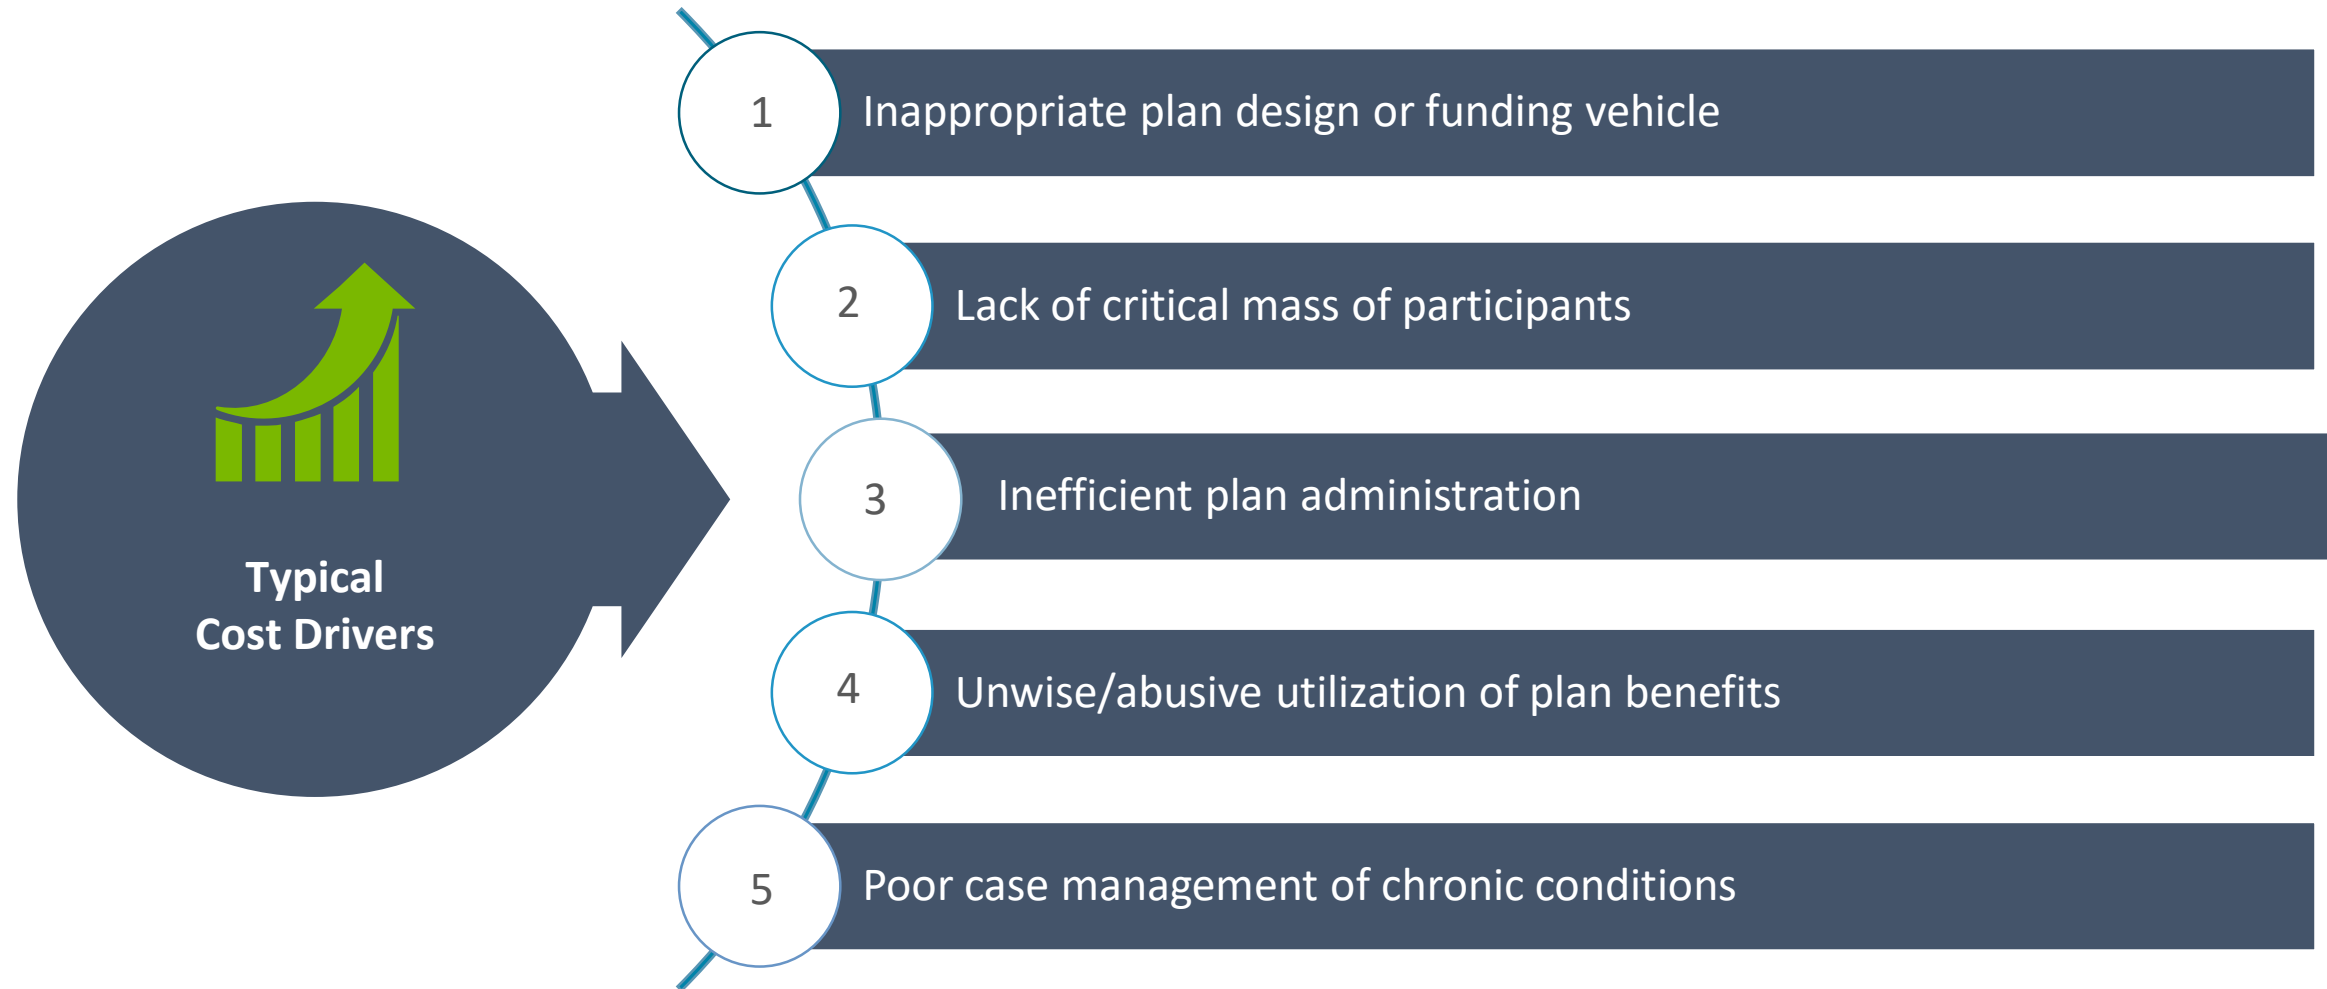 Typical
Cost Drivers
1
Inappropriate plan design or funding vehicle
2
Lack of critical mass of participants
3
Inefficient plan administration
4
Unwise/abusive utilization of plan benefits
5
Poor case management of chronic conditions